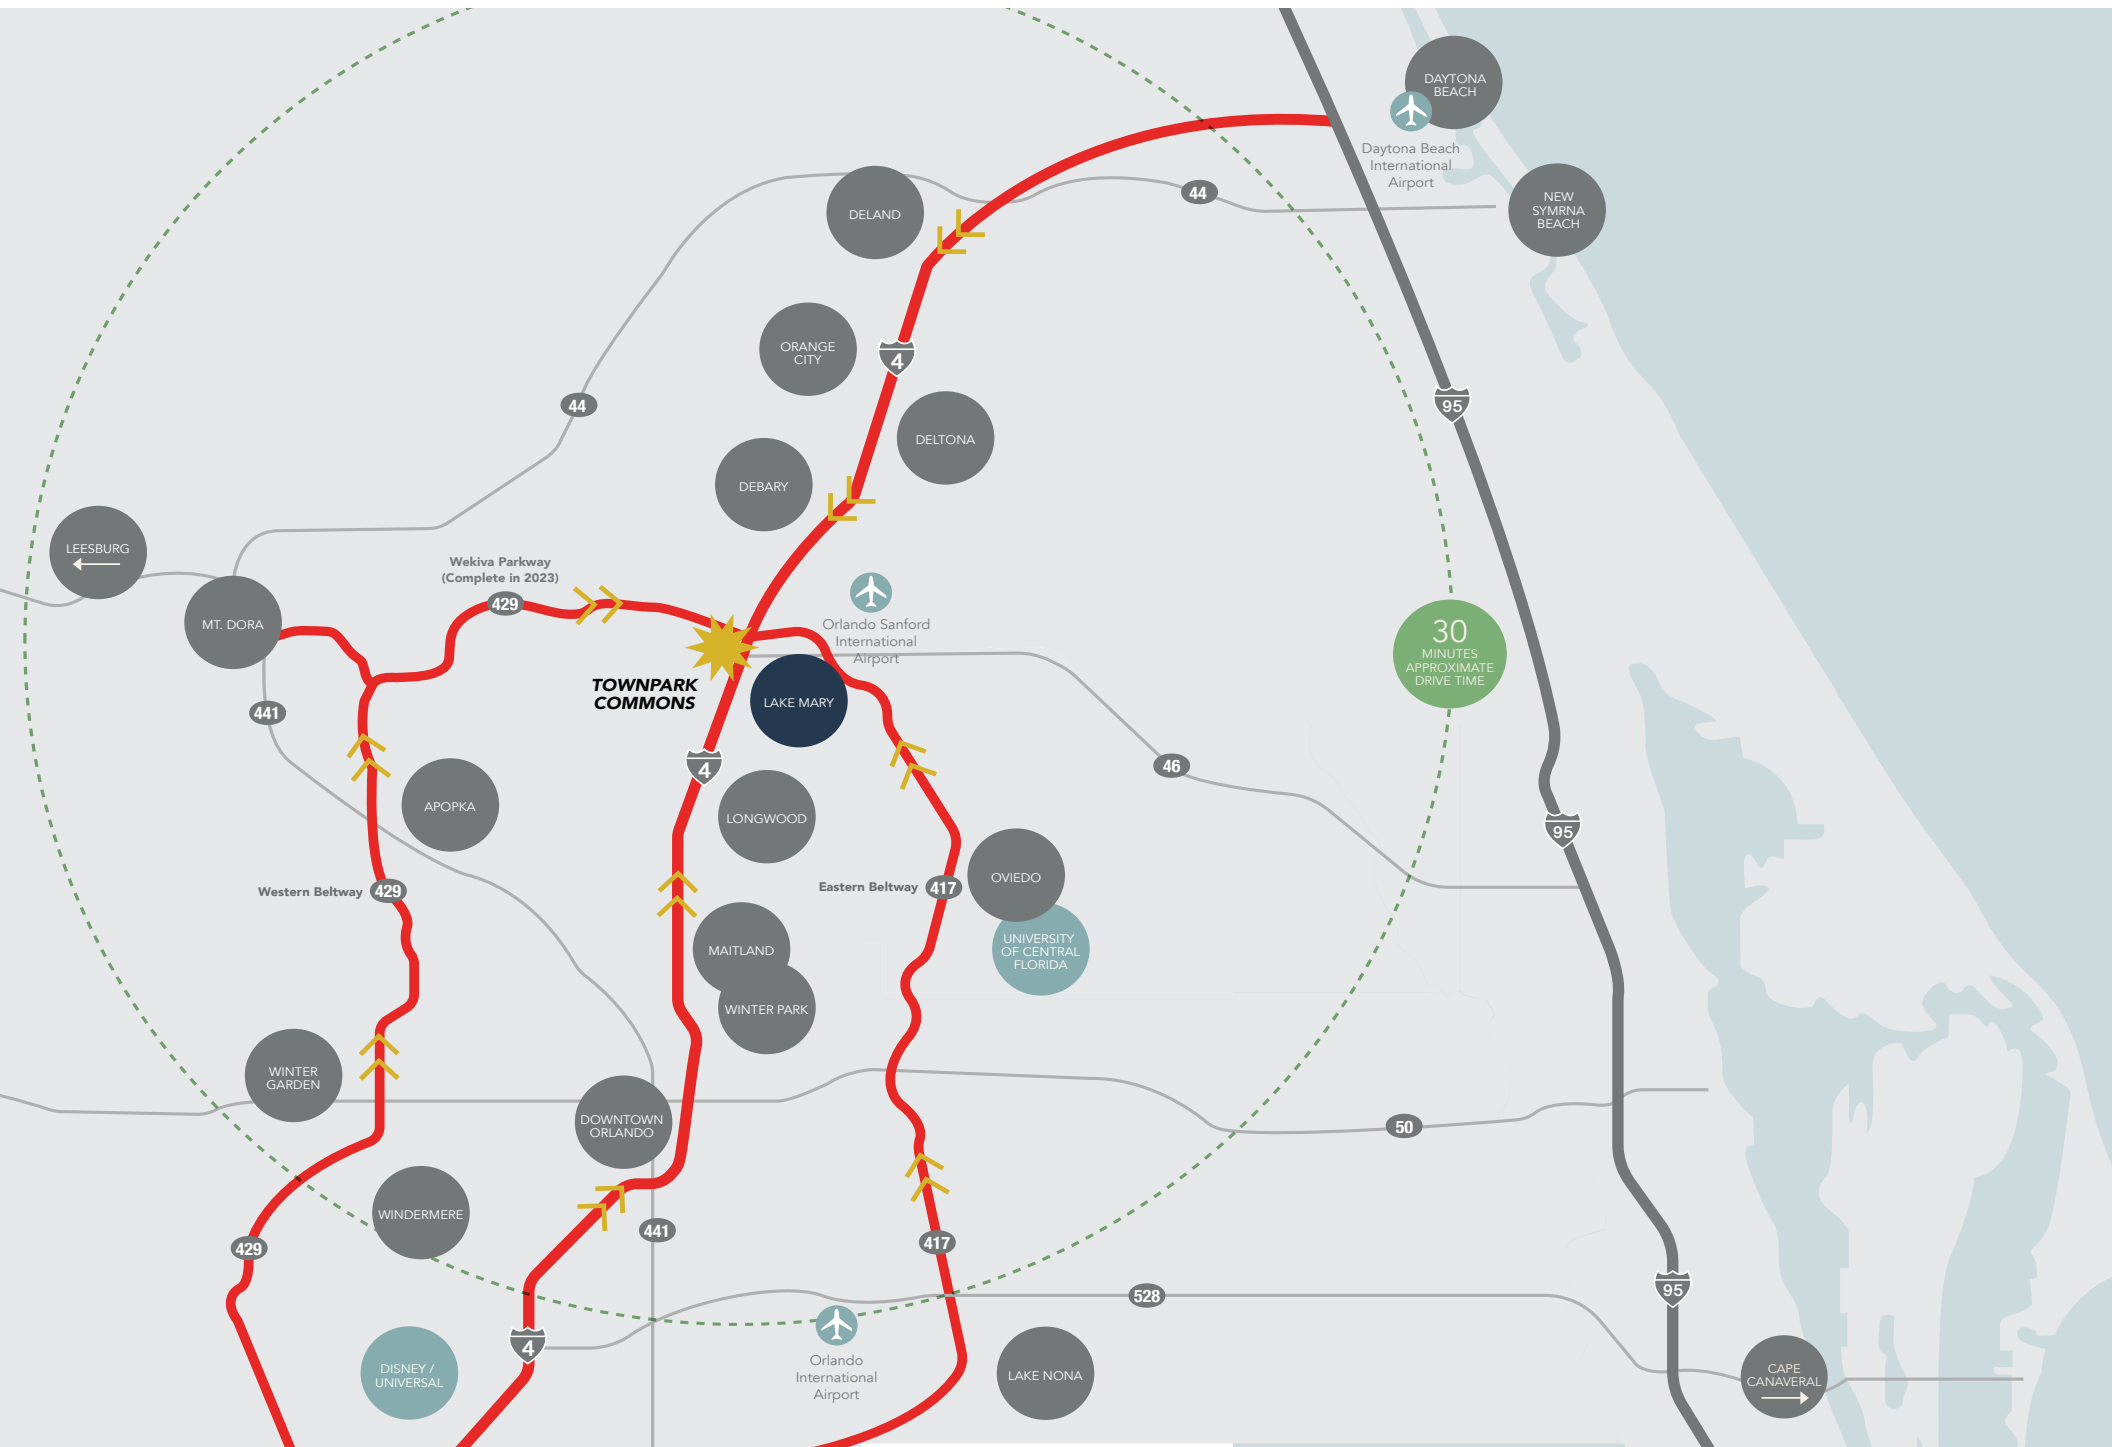 DAYTONA
BEACH
Daytona Beach
International
Airport
44
NEW
SYMRNA
BEACH
DELAND
ORANGE
CITY
4
DELTONA
44
95
DEBARY
LEESBURG
Wekiva Parkway
(Complete in 2023)
429
MT. DORA
Orlando Sanford
International
Airport
30
MINUTES
APPROXIMATE
DRIVE TIME
TOWNPARK
COMMONS
LAKE MARY
441
4
46
APOPKA
LONGWOOD
95
Western Beltway
429
Eastern Beltway
417
OVIEDO
UNIVERSITY
OF CENTRAL
FLORIDA
MAITLAND
WINTER PARK
WINTER
GARDEN
DOWNTOWN
ORLANDO
50
WINDERMERE
429
441
417
528
95
4
Orlando
International
Airport
DISNEY /
UNIVERSAL
LAKE NONA
CAPE
CANAVERAL